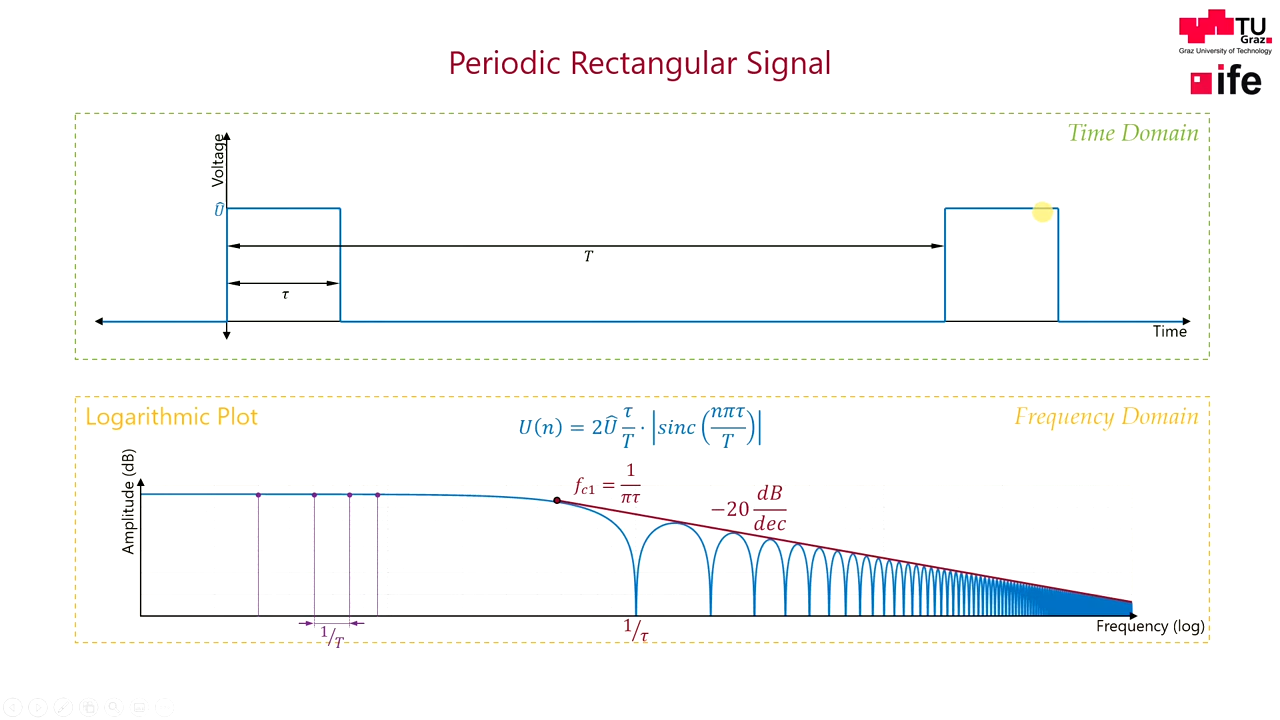 TU
Graz
Graz University of Technology
ife
Periodic Rectangular Signal
Time Domain
Voltage
Û
T
τ
Time
Logarithmic Plot
U(n) = 2Û τ/T · |sinc (nπτ/T)|
Frequency Domain
Amplitude (dB)
f_c1 = 1/πτ
−20 dB/dec
1/T
1/τ
Frequency (log)